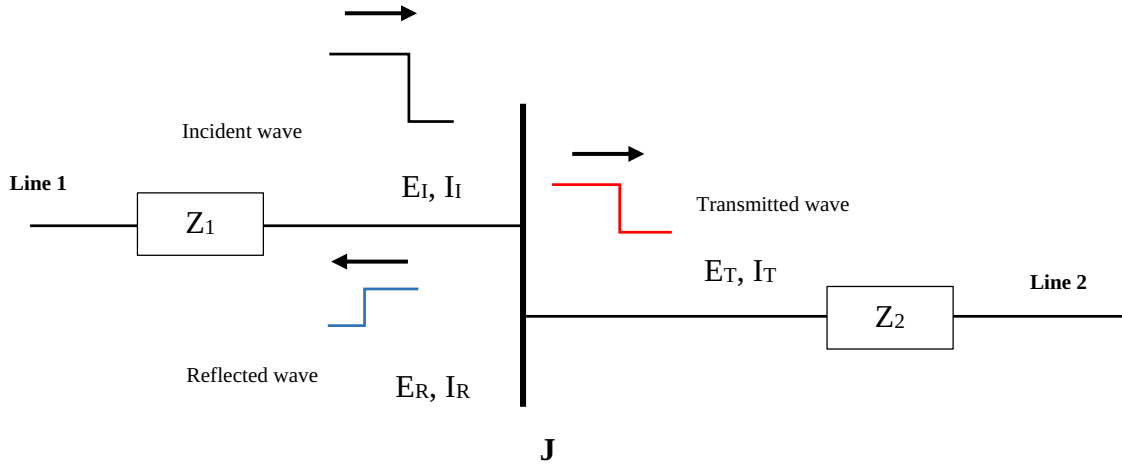 Incident wave
Line 1
EI, II
Z1
Transmitted wave
ET, IT
Line 2
Z2
Reflected wave
ER, IR
J